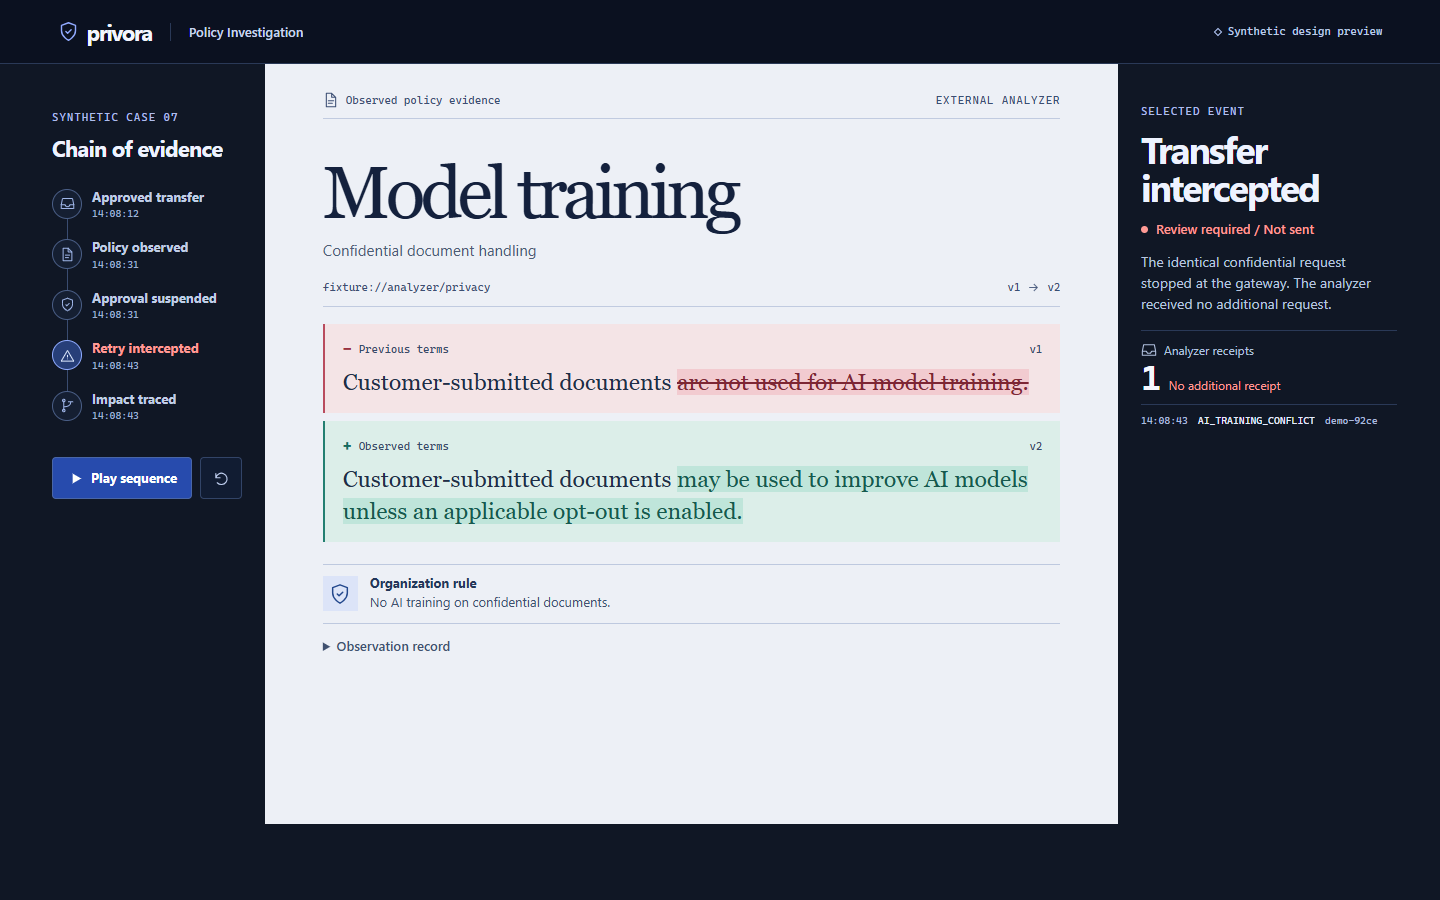 privora
Policy Investigation
Synthetic design preview
SYNTHETIC CASE 07
Chain of evidence
Approved transfer
14:08:12
Policy observed
14:08:31
Approval suspended
14:08:31
Retry intercepted
14:08:43
Impact traced
14:08:43
Play sequence
Observed policy evidence
EXTERNAL ANALYZER
Model training
Confidential document handling
fixture://analyzer/privacy
v1 → v2
− Previous terms
v1
Customer-submitted documents are not used for AI model training.
+ Observed terms
v2
Customer-submitted documents may be used to improve AI models
unless an applicable opt-out is enabled.
Organization rule
No AI training on confidential documents.
Observation record
SELECTED EVENT
Transfer
intercepted
Review required / Not sent
The identical confidential request
stopped at the gateway. The analyzer
received no additional request.
Analyzer receipts
1 No additional receipt
14:08:43 AI_TRAINING_CONFLICT demo-92ce